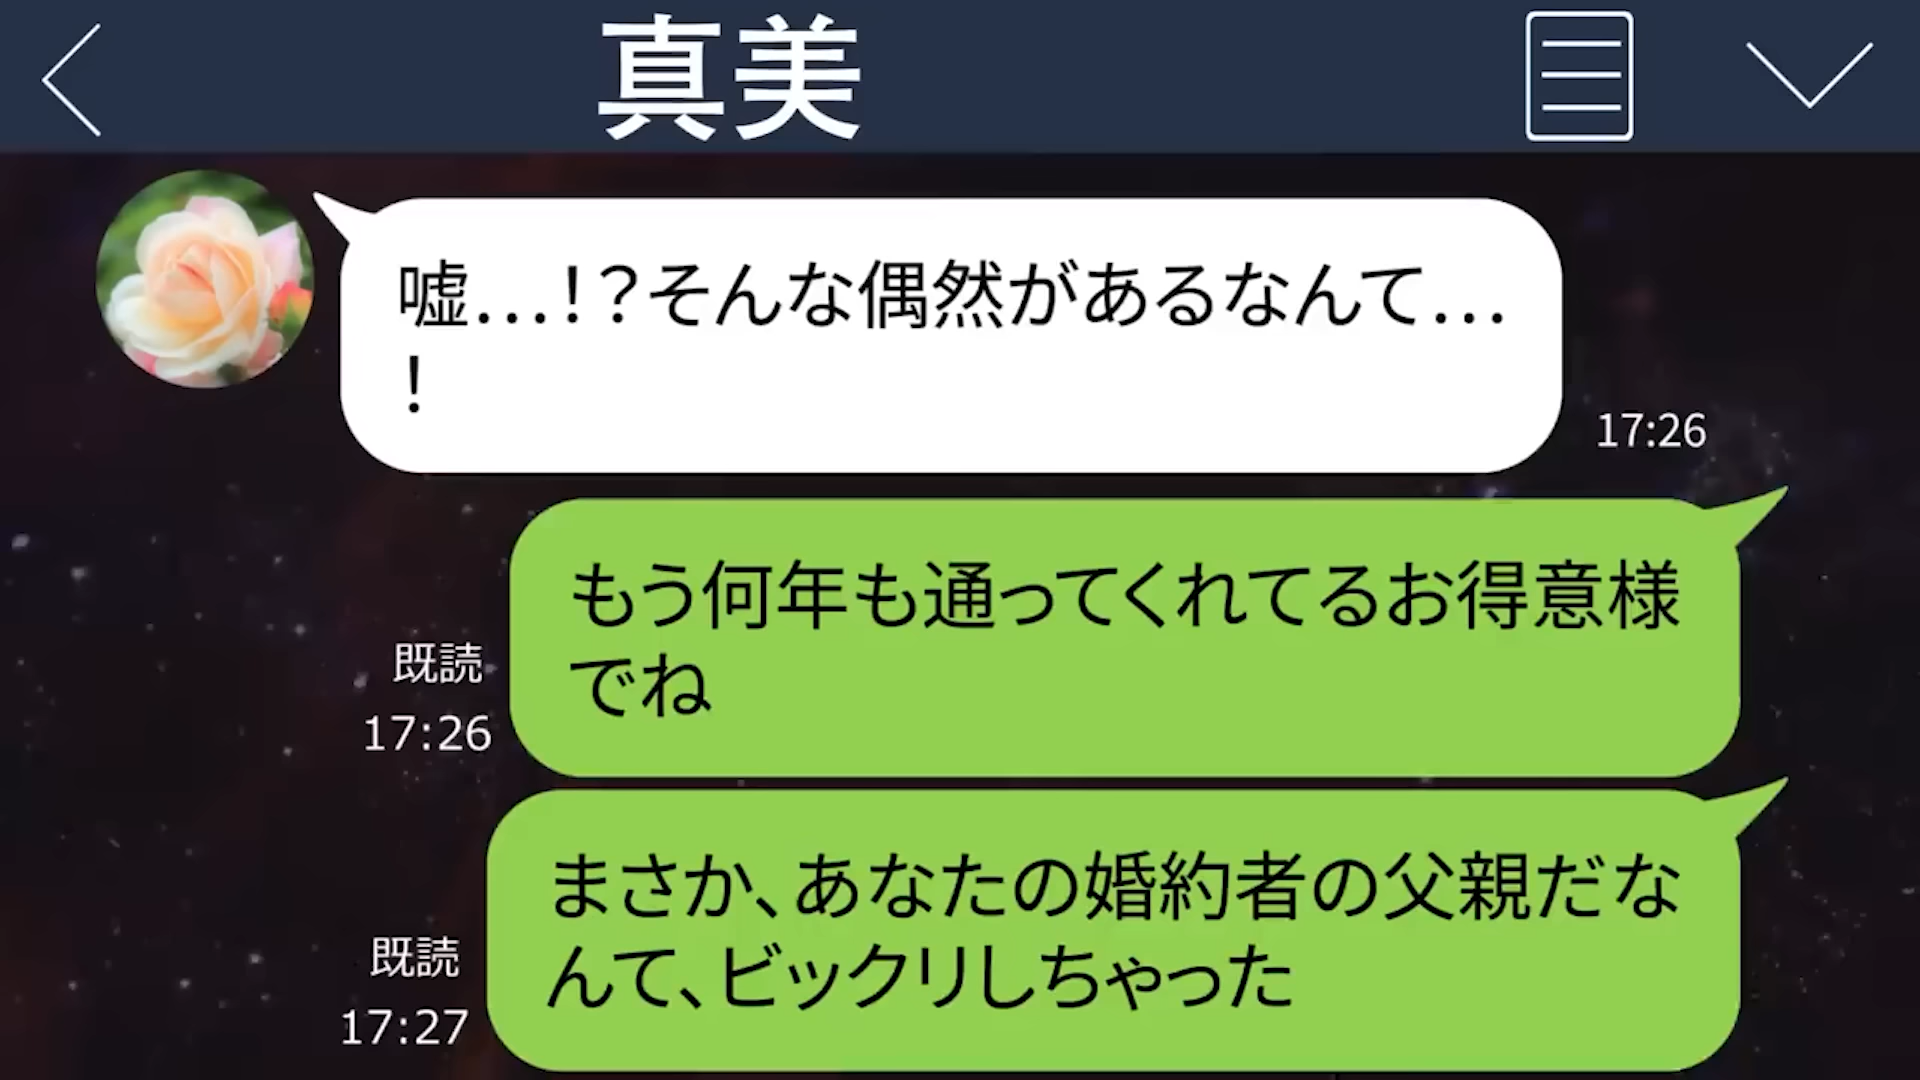 真美
嘘…！？そんな偶然があるなんて…
！
17:26
もう何年も通ってくれてるお得意様
でね
既読
17:26
まさか、あなたの婚約者の父親だな
んて、ビックリしちゃった
既読
17:27